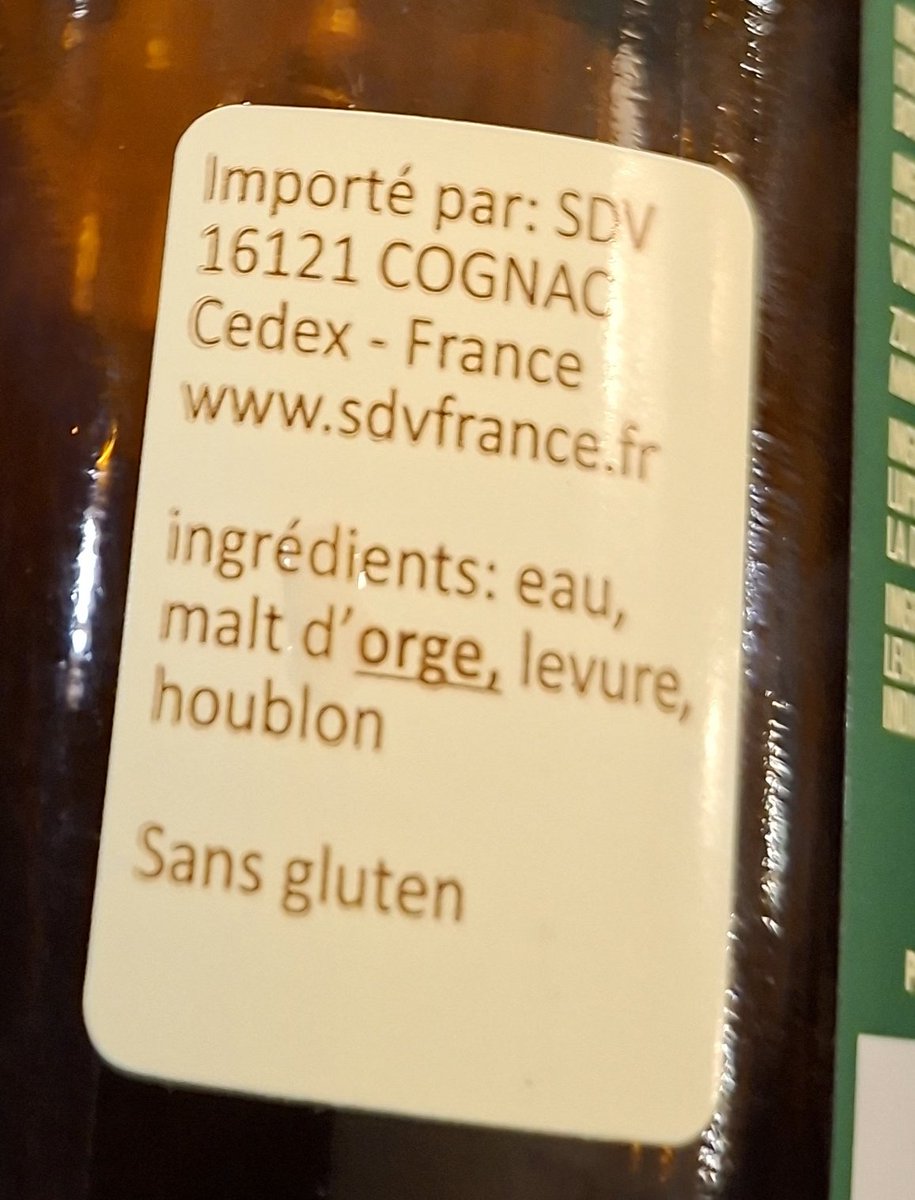 Importé par: SDV
16121 COGNAC
Cedex - France
www.sdvfrance.fr
ingrédients: eau,
malt d'orge, levure,
houblon
Sans gluten